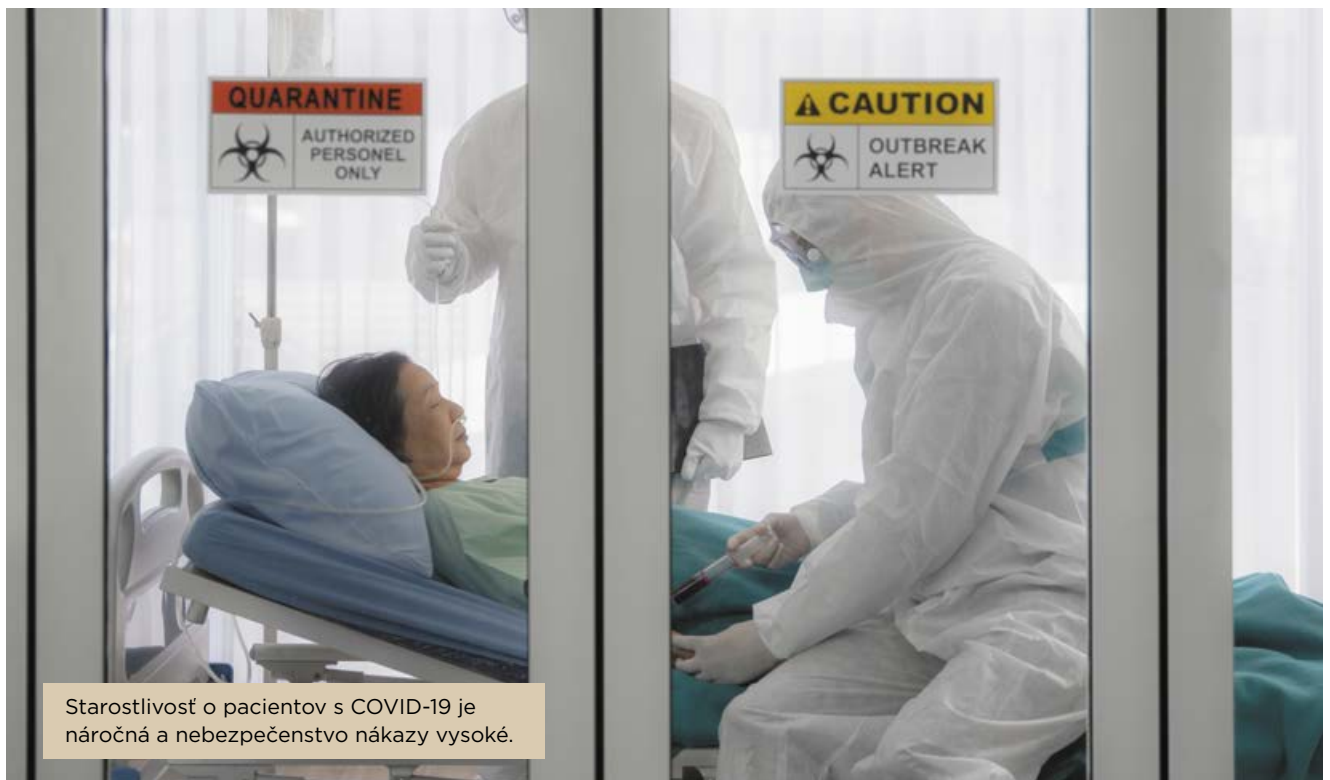 QUARANTINE
AUTHORIZED
PERSONEL
ONLY
CAUTION
OUTBREAK
ALERT
Starostlivosť o pacientov s COVID-19 je
náročná a nebezpečenstvo nákazy vysoké.